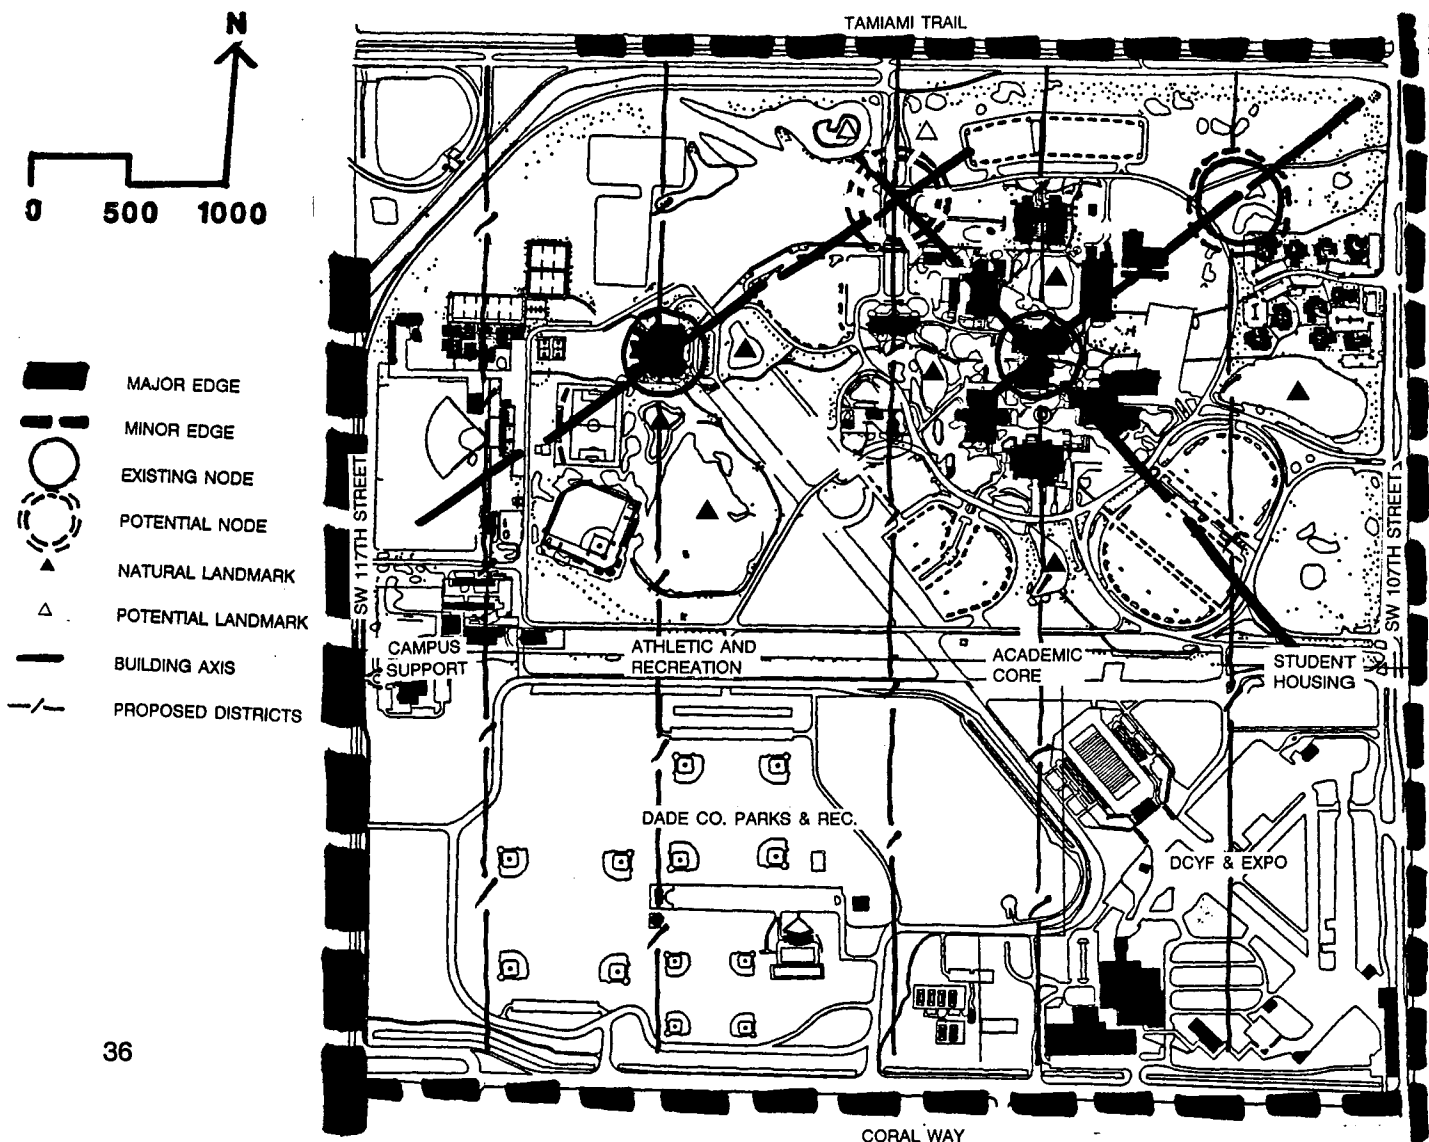 TAMIAMI TRAIL
N
0 500 1000
MAJOR EDGE
MINOR EDGE
EXISTING NODE
POTENTIAL NODE
NATURAL LANDMARK
POTENTIAL LANDMARK
BUILDING AXIS
PROPOSED DISTRICTS
SW 117TH STREET
SW 107TH STREET
CAMPUS
SUPPORT
ATHLETIC AND
RECREATION
ACADEMIC
CORE
STUDENT
HOUSING
DADE CO. PARKS & REC.
DCYF & EXPO
36
CORAL WAY